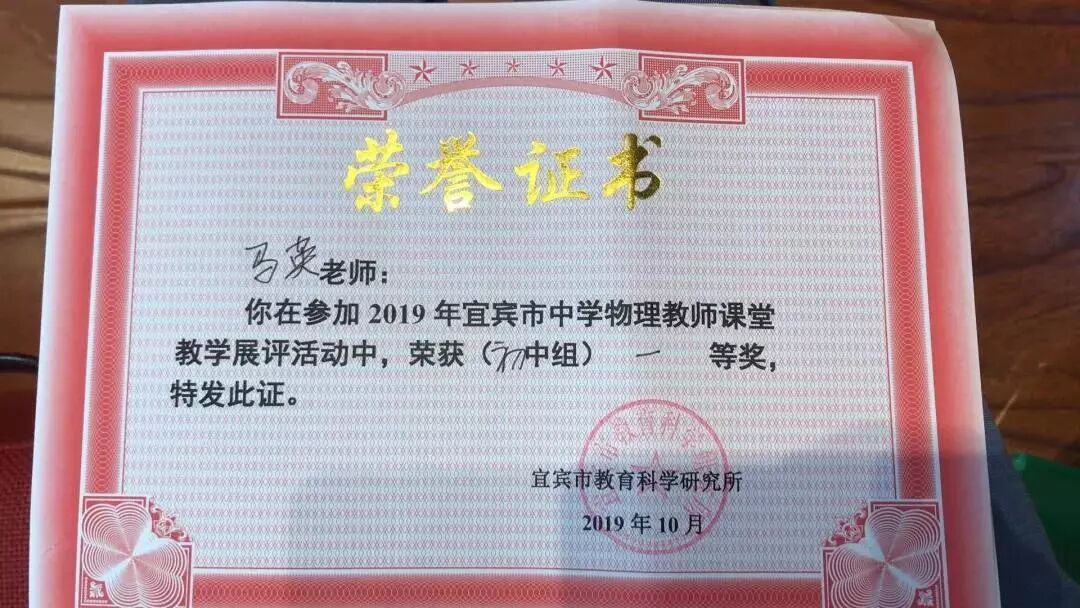 荣誉证书
马英老师：
你在参加 2019 年宜宾市中学物理教师课堂
教学展评活动中，荣获（初中组） 一 等奖，
特发此证。
宜宾市教育科学研究所
2019 年 10 月